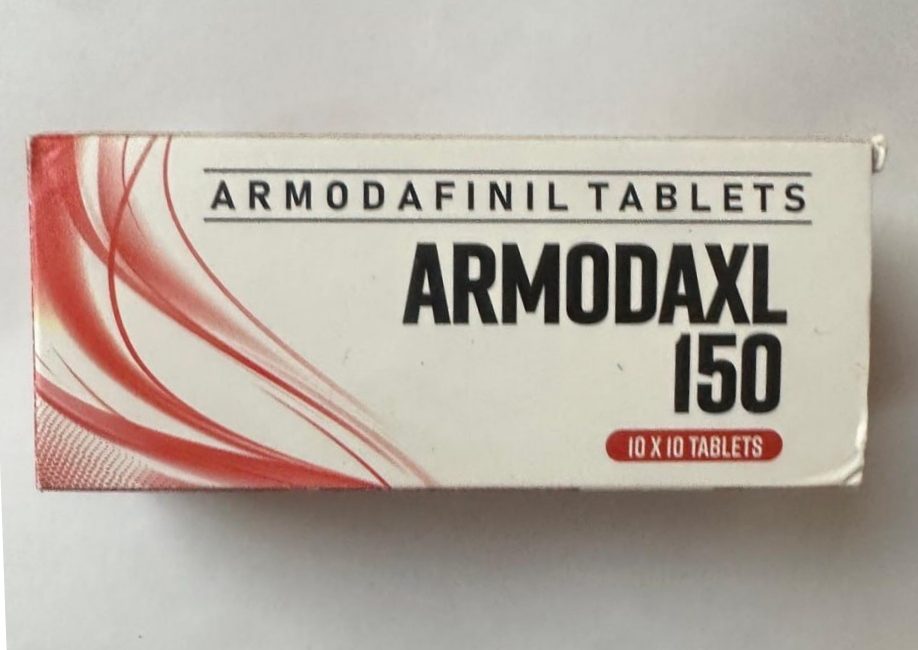 ARMODAFINIL TABLETS
ARMODAXL
150
10 X 10 TABLETS